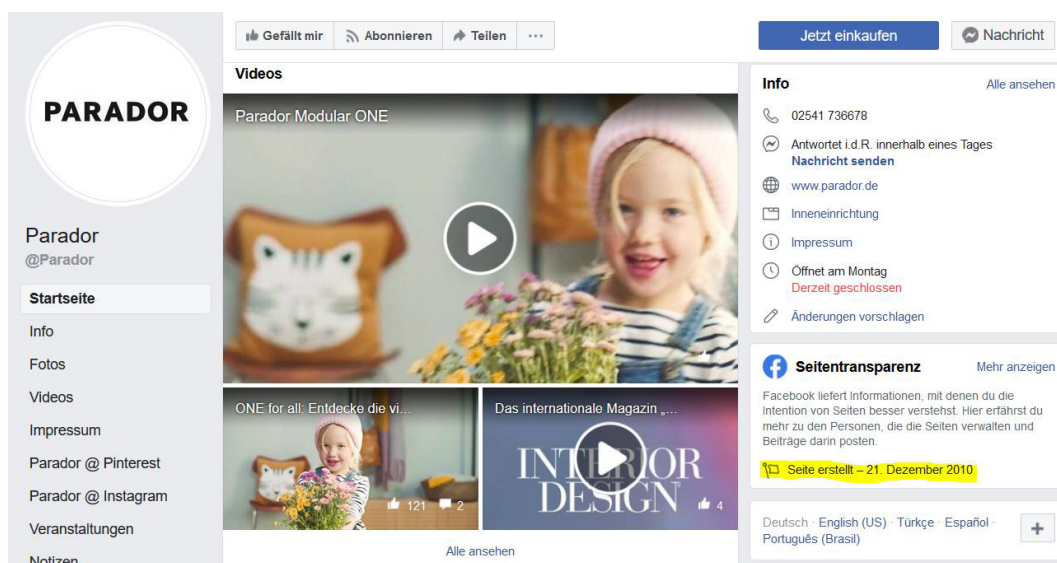 PARADOR
Parador
@Parador
Startseite
Info
Fotos
Videos
Impressum
Parador @ Pinterest
Parador @ Instagram
Veranstaltungen
Notizen
Gefällt mir
Abonnieren
Teilen
...
Videos
Parador Modular ONE
ONE for all: Entdecke die vi...
121
2
Das internationale Magazin „...
INTERIOR
DESIGN
4
Alle ansehen
Jetzt einkaufen
Nachricht
Info
Alle ansehen
02541 736678
Antwortet i.d.R. innerhalb eines Tages
Nachricht senden
www.parador.de
Inneneinrichtung
Impressum
Öffnet am Montag
Derzeit geschlossen
Änderungen vorschlagen
Seitentransparenz
Mehr anzeigen
Facebook liefert Informationen, mit denen du die
Intention von Seiten besser verstehst. Hier erfährst du
mehr zu den Personen, die die Seiten verwalten und
Beiträge darin posten.
Seite erstellt – 21. Dezember 2010
Deutsch · English (US) · Türkçe · Español ·
Português (Brasil)
+